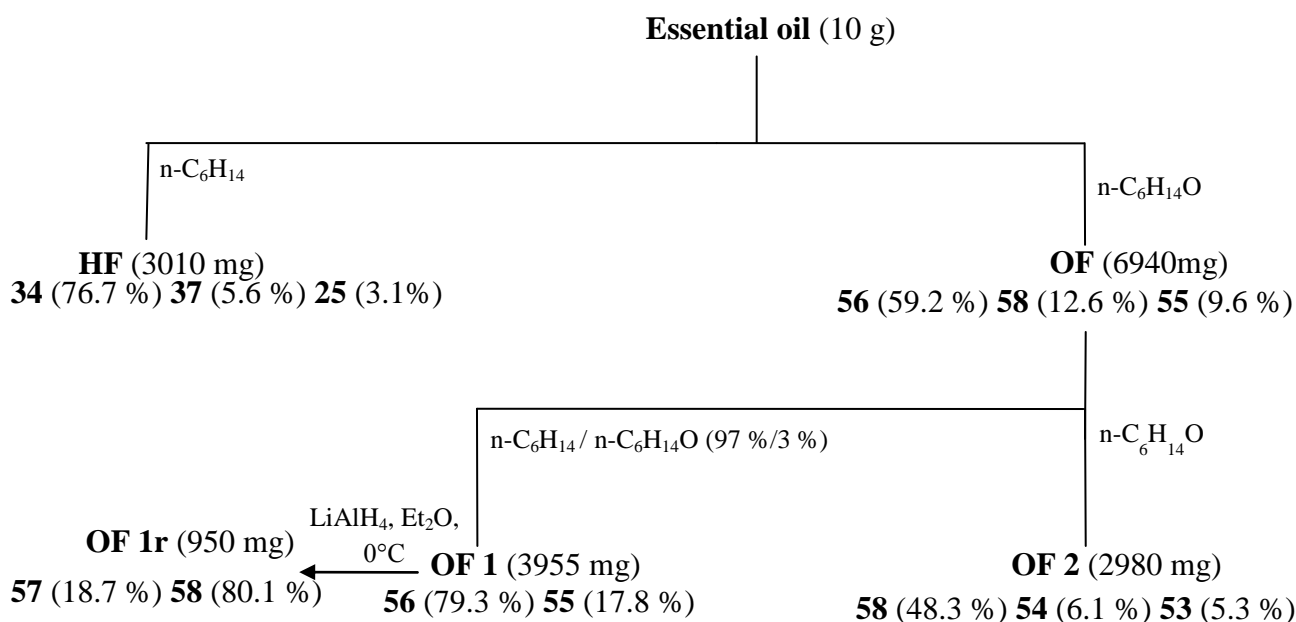 Essential oil (10 g)
n-C₆H₁₄
n-C₆H₁₄O
HF (3010 mg)
34 (76.7 %) 37 (5.6 %) 25 (3.1%)
OF (6940mg)
56 (59.2 %) 58 (12.6 %) 55 (9.6 %)
n-C₆H₁₄ / n-C₆H₁₄O (97 %/3 %)
n-C₆H₁₄O
LiAlH₄, Et₂O,
0°C
OF 1r (950 mg)
57 (18.7 %) 58 (80.1 %)
OF 1 (3955 mg)
56 (79.3 %) 55 (17.8 %)
OF 2 (2980 mg)
58 (48.3 %) 54 (6.1 %) 53 (5.3 %)